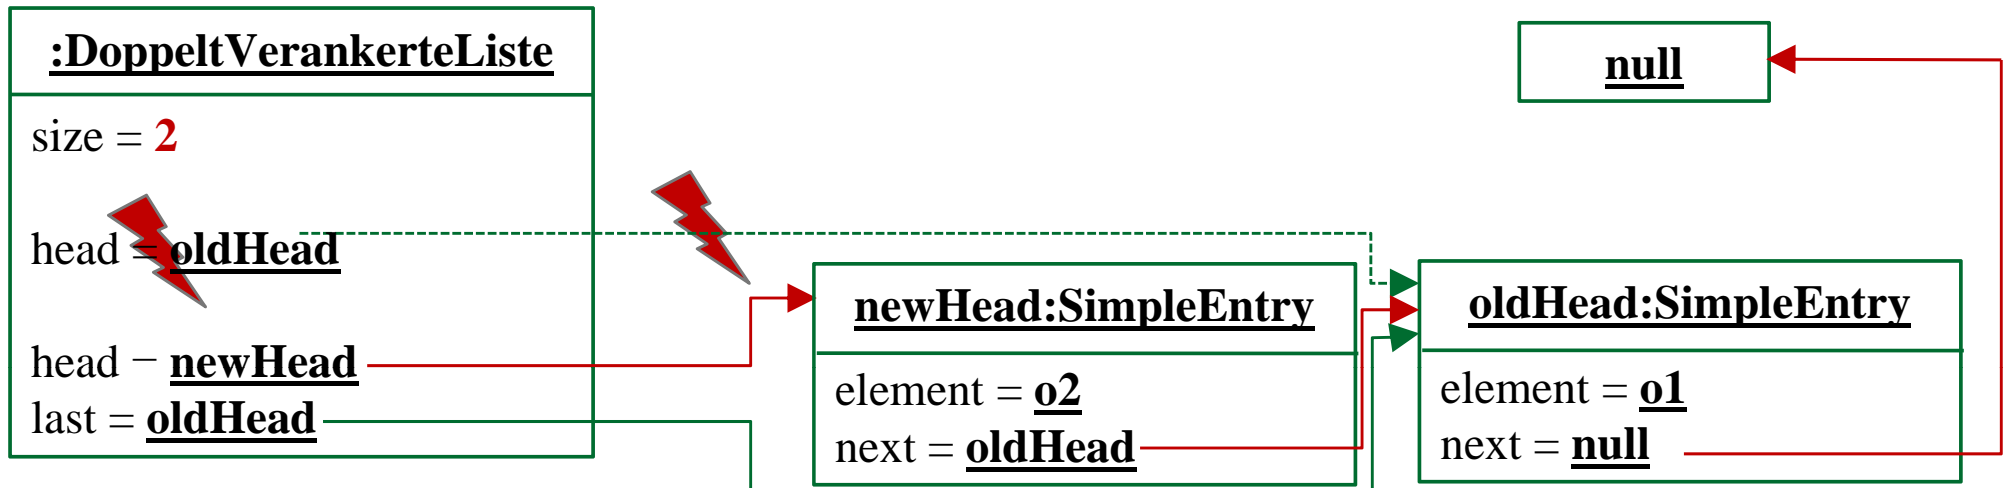 :DoppeltVerankerteListe
size = 2
head = oldHead
head = newHead
last = oldHead
newHead:SimpleEntry
element = o2
next = oldHead
null
oldHead:SimpleEntry
element = o1
next = null